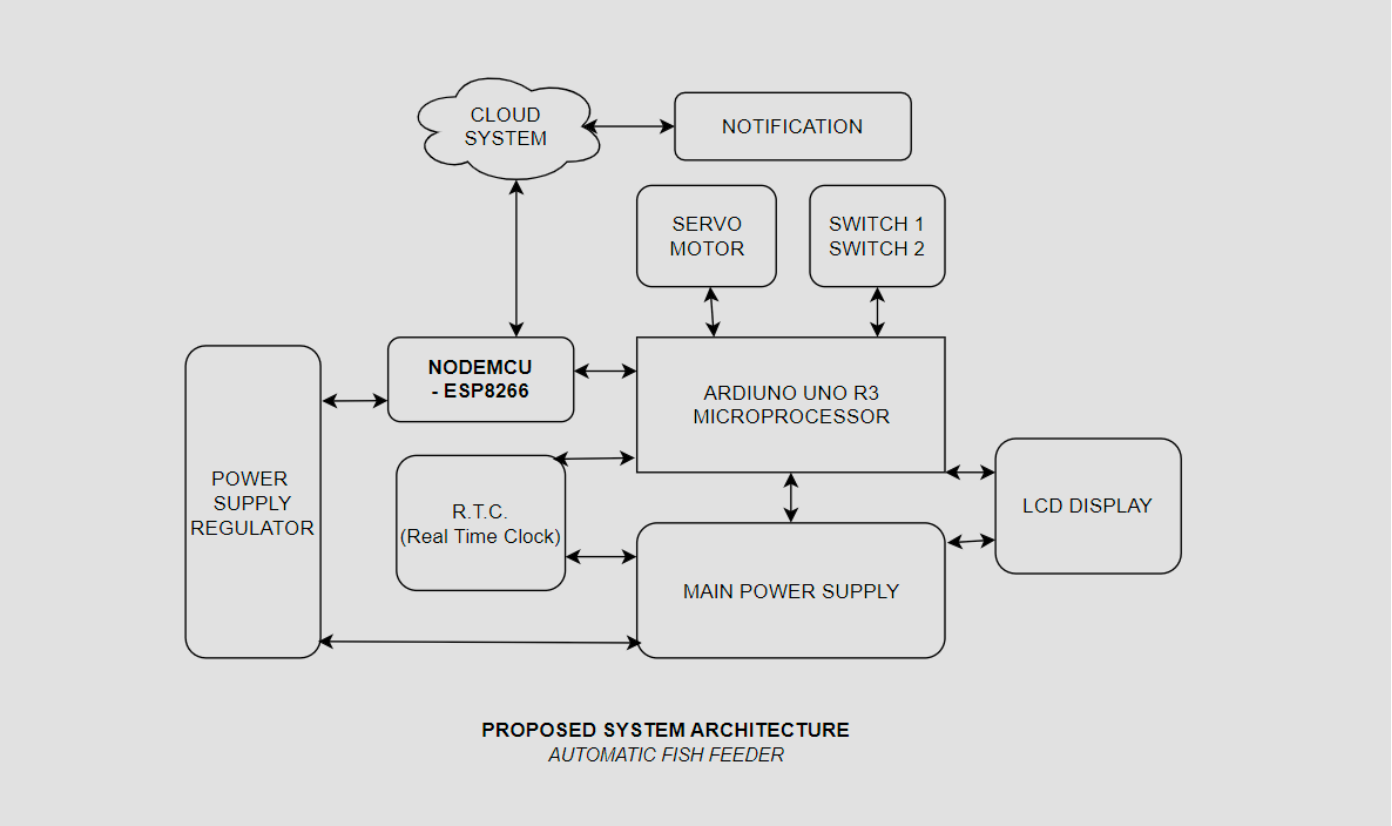 CLOUD
SYSTEM
NOTIFICATION
SERVO
MOTOR
SWITCH 1
SWITCH 2
NODEMCU
- ESP8266
ARDIUNO UNO R3
MICROPROCESSOR
POWER
SUPPLY
REGULATOR
R.T.C.
(Real Time Clock)
LCD DISPLAY
MAIN POWER SUPPLY
PROPOSED SYSTEM ARCHITECTURE
AUTOMATIC FISH FEEDER